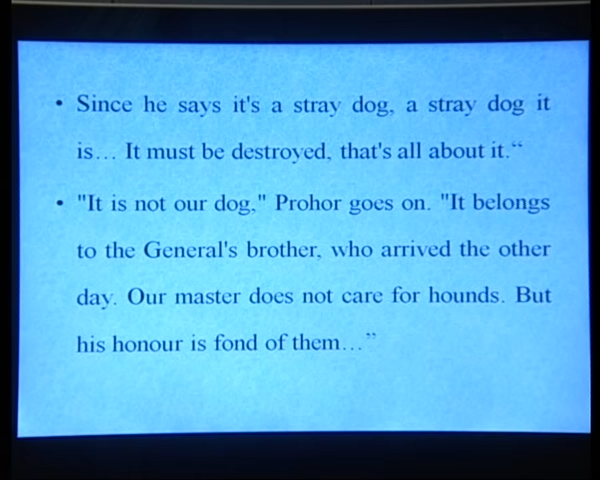 • Since he says it's a stray dog, a stray dog it
is… It must be destroyed, that's all about it.“
• "It is not our dog," Prohor goes on. "It belongs
to the General's brother, who arrived the other
day. Our master does not care for hounds. But
his honour is fond of them…”